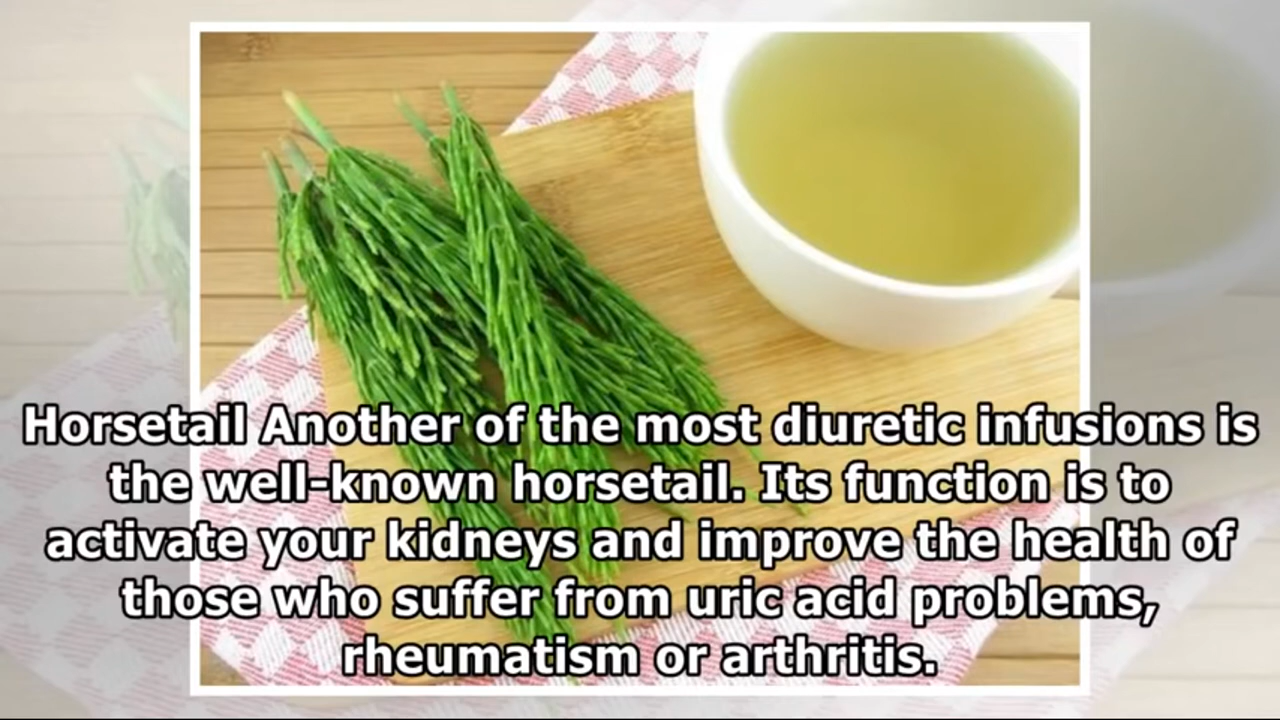 Horsetail Another of the most diuretic infusions is
the well-known horsetail. Its function is to
activate your kidneys and improve the health of
those who suffer from uric acid problems,
rheumatism or arthritis.